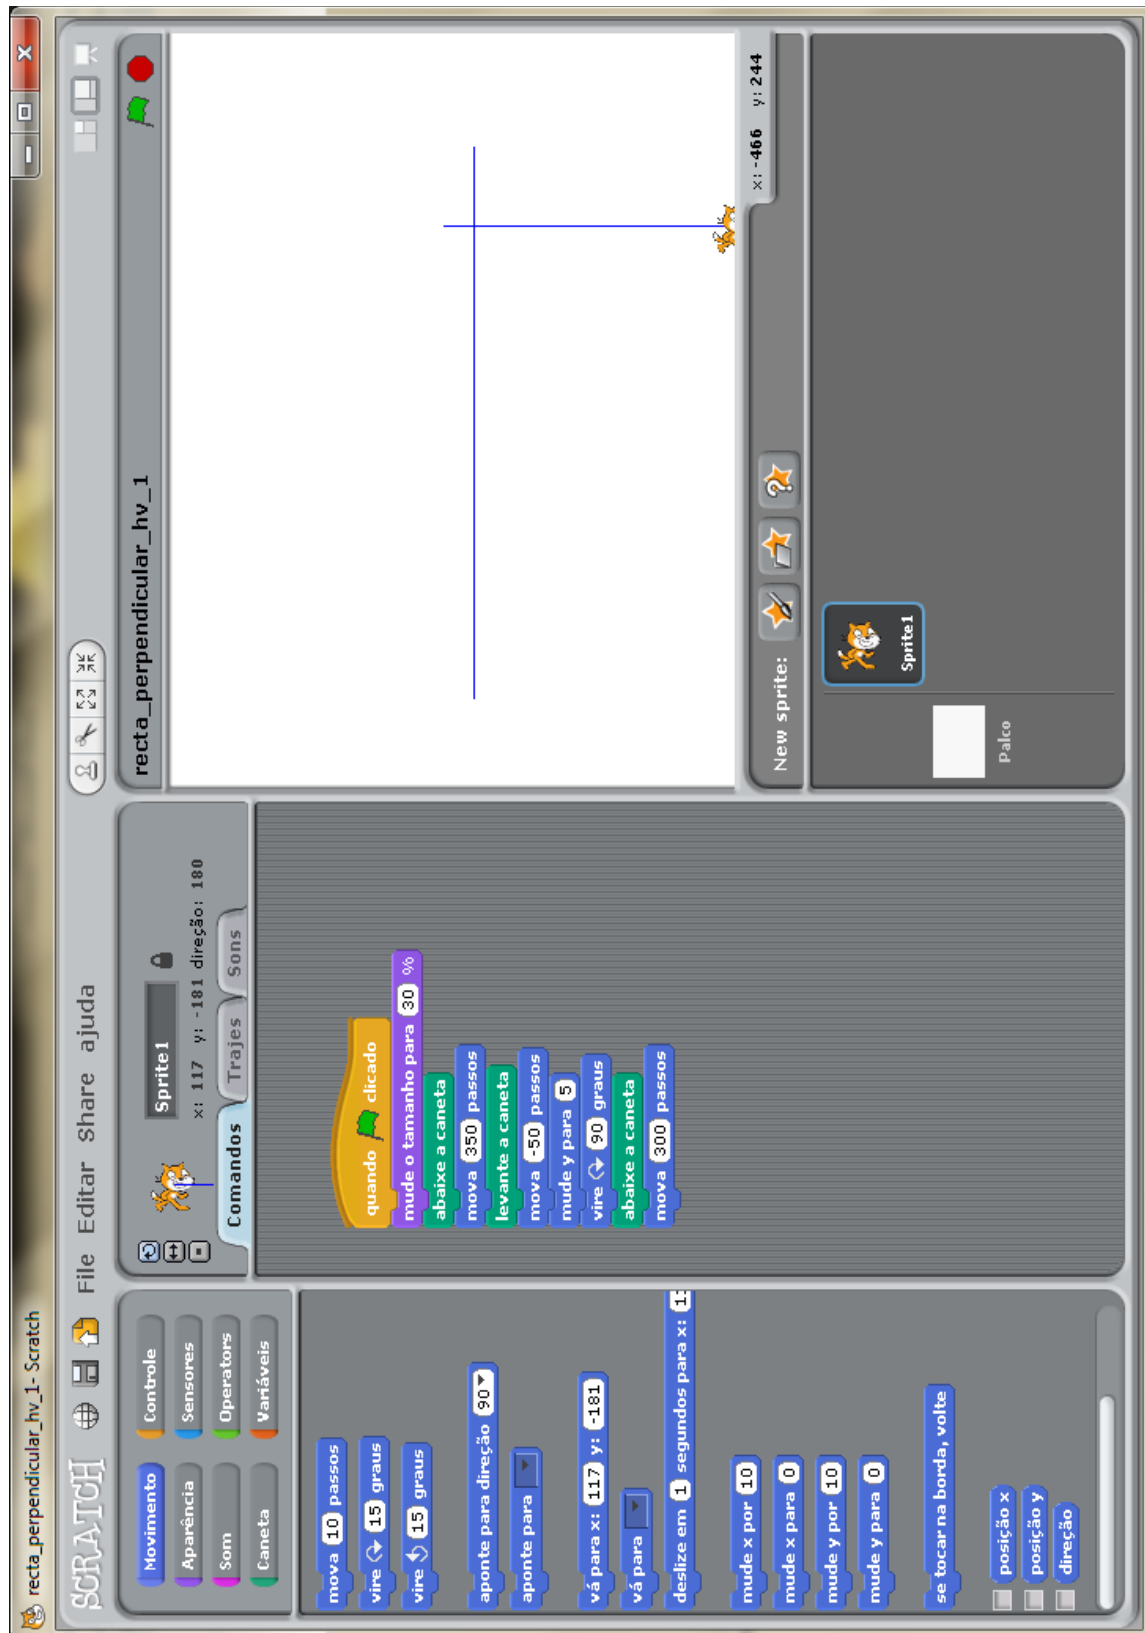 recta_perpendicular_hv_1- Scratch
SCRATCH File Editar Share ajuda
Movimento Controle
Aparência Sensores
Som Operators
Caneta Variáveis
mova 10 passos
vire 15 graus
vire 15 graus
aponte para direção 90
aponte para
vá para x: 117 y: -181
vá para
deslize em 1 segundos para x:
mude x por 10
mude x para 0
mude y por 10
mude y para 0
se tocar na borda, volte
posição x
posição y
direção
Sprite1
x: 117 y: -181 direção: 180
Comandos Trajes Sons
quando clicado
mude o tamanho para 30 %
abaixe a caneta
mova 350 passos
levante a caneta
mova -50 passos
mude y para 5
vire 90 graus
abaixe a caneta
mova 300 passos
recta_perpendicular_hv_1
x: -466 y: 244
New sprite:
Sprite1
Palco